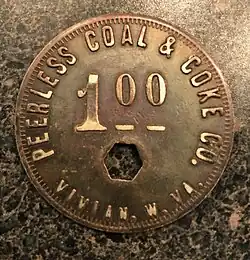 PEERLESS COAL & COKE CO.
1.00
VIVIAN, W. VA.